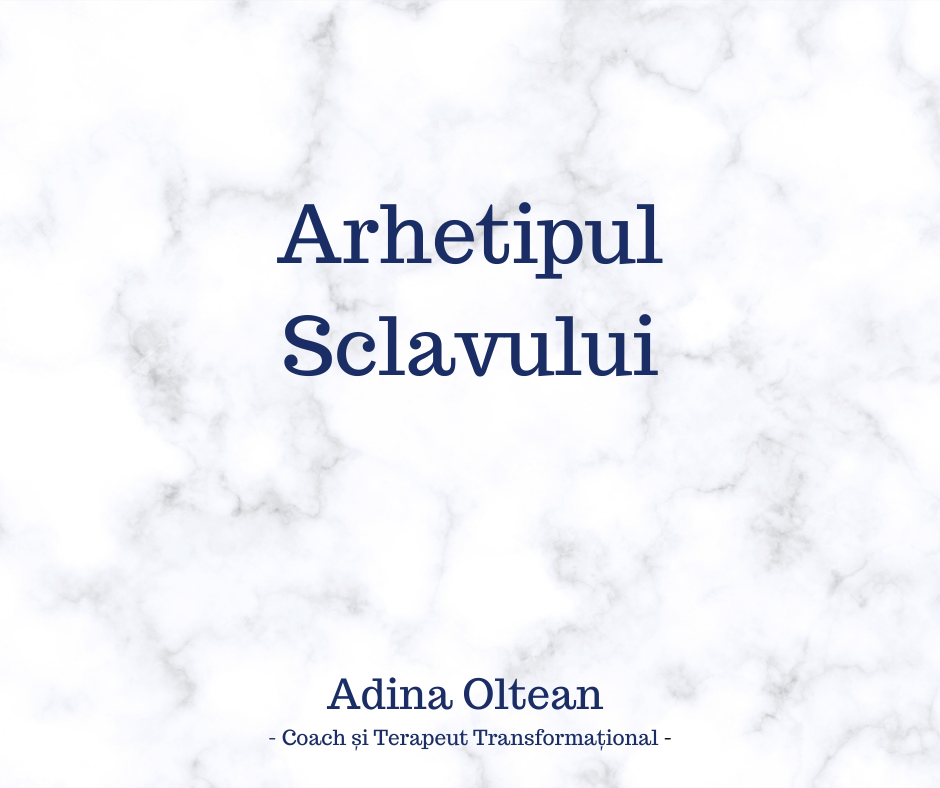 Arhetipul
Sclavului
Adina Oltean
- Coach și Terapeut Transformațional -